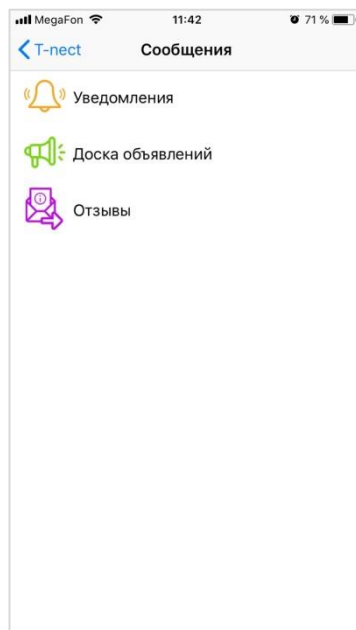 MegaFon 11:42 71 %
T-nect Сообщения
Уведомления
Доска объявлений
Отзывы